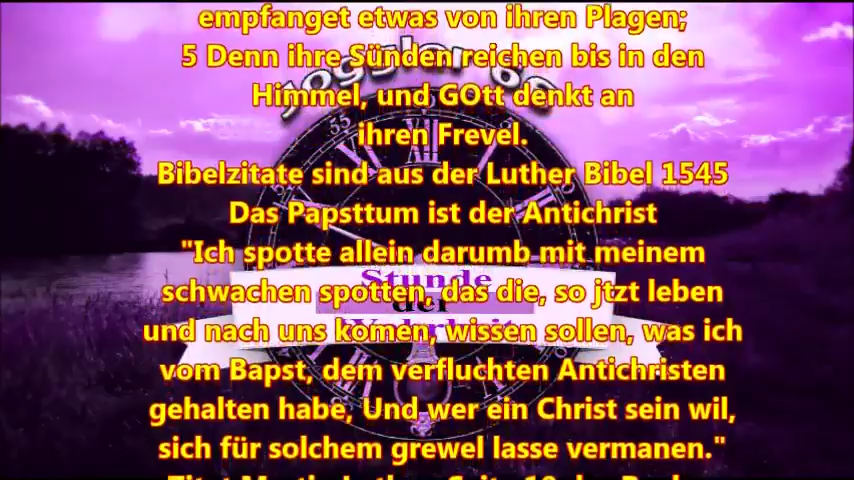 empfanget etwas von ihren Plagen;
5 Denn ihre Sünden reichen bis in den
Himmel, und GOtt denkt an
ihren Frevel.
Bibelzitate sind aus der Luther Bibel 1545
Das Papsttum ist der Antichrist
"Ich spotte allein darumb mit meinem
schwachen spotten, das die, so jtzt leben
und nach uns komen, wissen sollen, was ich
vom Bapst, dem verfluchten Antichristen
gehalten habe, Und wer ein Christ sein wil,
sich für solchem grewel lasse vermanen."
joggler66
Stunde
der
Wahrheit